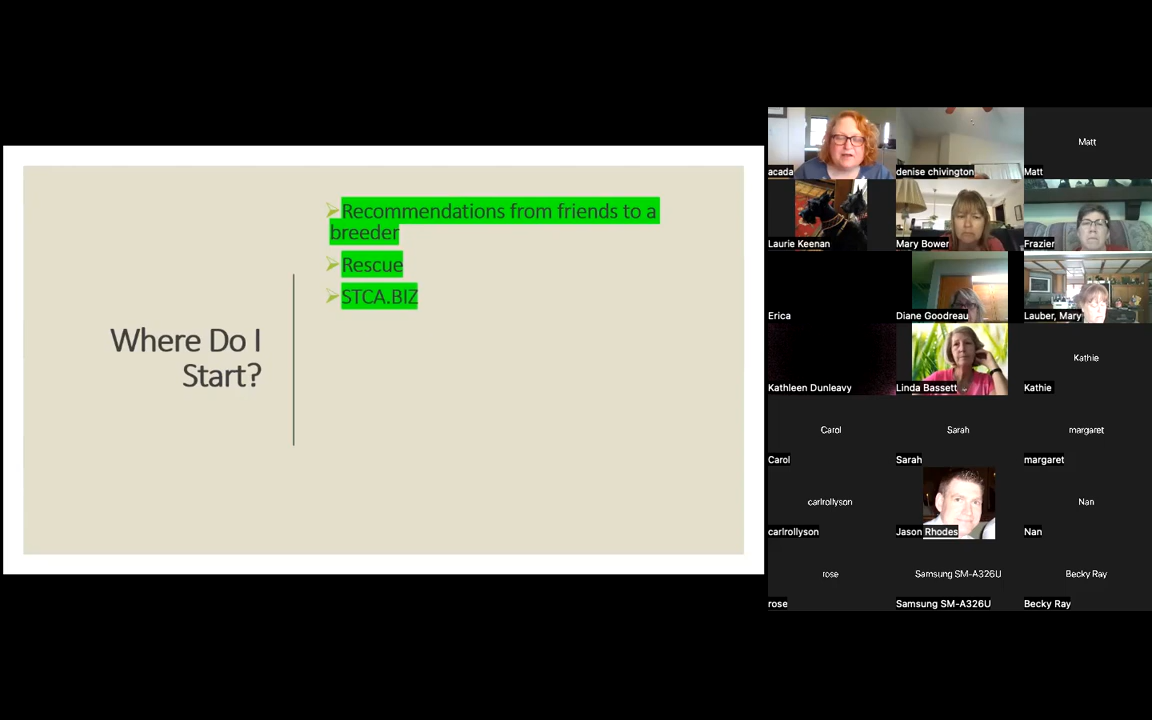 Where Do I
Start?
Recommendations from friends to a
breeder
Rescue
STCA.BIZ
acada
denise chivington
Matt
Matt
Laurie Keenan
Mary Bower
Frazier
Erica
Diane Goodreau
Lauber, Mary
Kathleen Dunleavy
Linda Bassett
Kathie
Kathie
Carol
Carol
Sarah
Sarah
margaret
margaret
carlrollyson
carlrollyson
Jason Rhodes
Nan
Nan
rose
rose
Samsung SM-A326U
Samsung SM-A326U
Becky Ray
Becky Ray